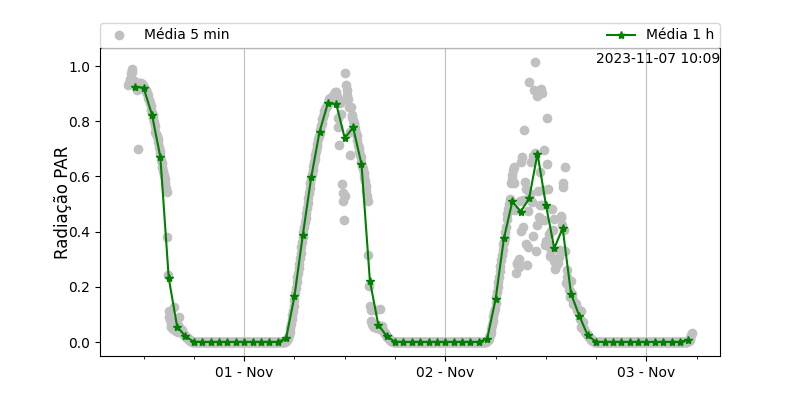 Média 5 min
Média 1 h
2023-11-07 10:09
Radiação PAR
1.0
0.8
0.6
0.4
0.2
0.0
01 - Nov
02 - Nov
03 - Nov